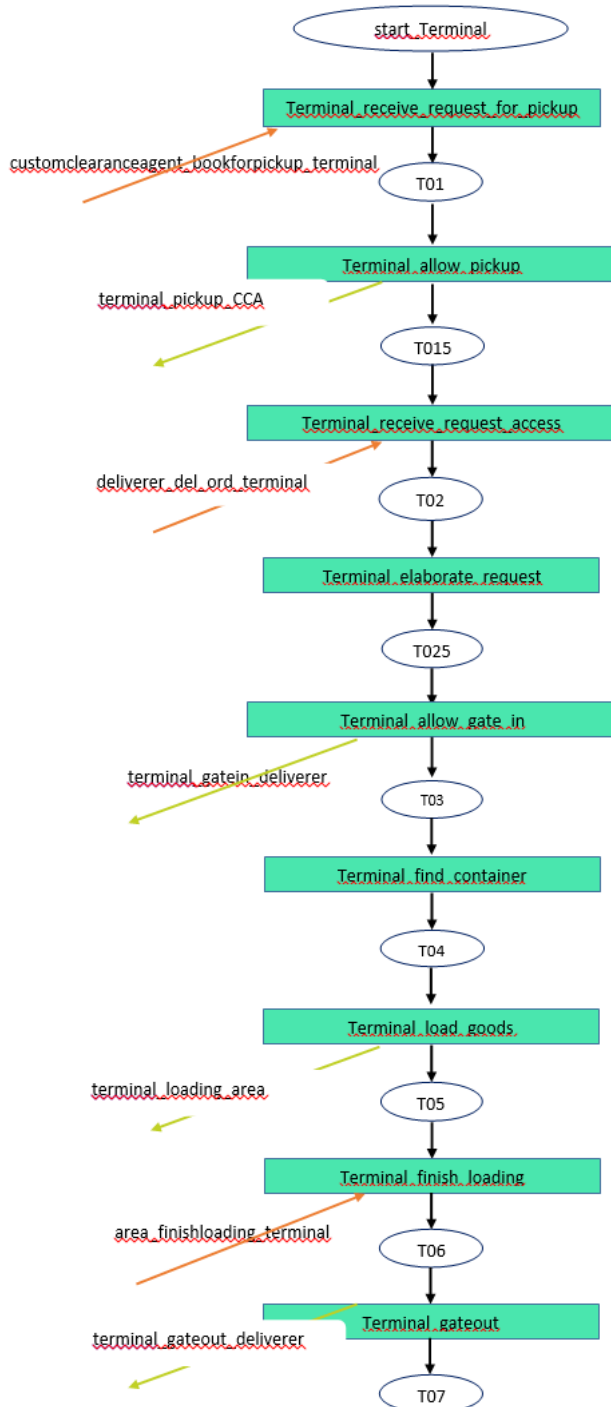 start_Terminal
Terminal_receive_request_for_pickup
customclearanceagent_bookforpickup_terminal
T01
Terminal_allow_pickup
terminal_pickup_CCA
T015
Terminal_receive_request_access
deliverer_del_ord_terminal
T02
Terminal_elaborate_request
T025
Terminal_allow_gate_in
terminal_gatein_deliverer
T03
Terminal_find_container
T04
Terminal_load_goods
terminal_loading_area
T05
Terminal_finish_loading
area_finishloading_terminal
T06
Terminal_gateout
terminal_gateout_deliverer
T07